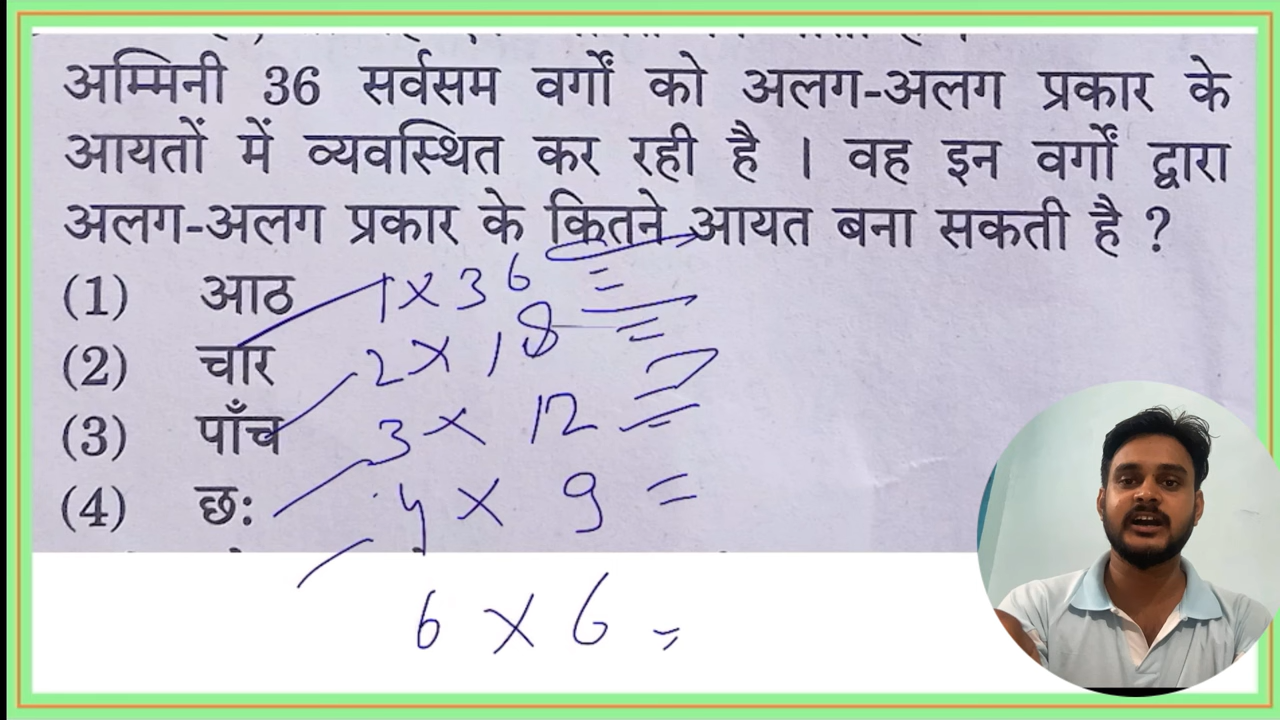 अम्मिनी 36 सर्वसम वर्गों को अलग-अलग प्रकार के
आयतों में व्यवस्थित कर रही है । वह इन वर्गों द्वारा
अलग-अलग प्रकार के कितने आयत बना सकती है ?
(1) आठ
(2) चार
(3) पाँच
(4) छः
1 x 36 =
2 x 18 =
3 x 12 =
4 x 9 =
6 x 6 =